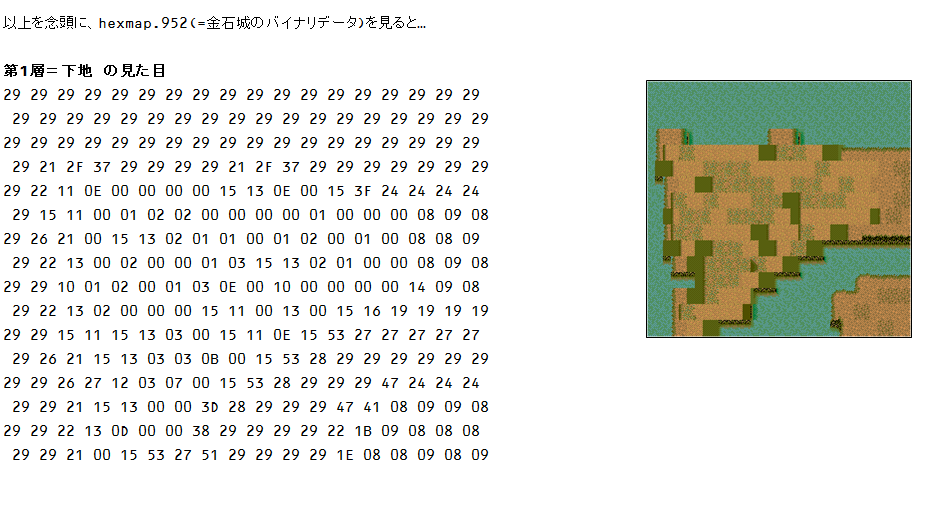 以上を念頭に、hexmap.952(=金石城のバイナリデータ)を見ると…
第1層＝下地 の見た目
29 29 29 29 29 29 29 29 29 29 29 29 29 29 29 29 29 29
29 29 29 29 29 29 29 29 29 29 29 29 29 29 29 29 29 29
29 29 29 29 29 29 29 29 29 29 29 29 29 29 29 29 29 29
29 21 2F 37 29 29 29 29 21 2F 37 29 29 29 29 29 29 29
29 22 11 0E 00 00 00 00 15 13 0E 00 15 3F 24 24 24 24
29 15 11 00 01 02 02 00 00 00 00 01 00 00 00 08 09 08
29 26 21 00 15 13 02 01 01 00 01 02 00 01 00 08 08 09
29 22 13 00 02 00 00 01 03 15 13 02 01 00 00 08 09 08
29 29 10 01 02 00 01 03 0E 00 10 00 00 00 00 14 09 08
29 22 13 02 00 00 00 15 11 00 13 00 15 16 19 19 19 19
29 29 15 11 15 13 03 00 15 11 0E 15 53 27 27 27 27 27
29 26 21 15 13 03 03 0B 00 15 53 28 29 29 29 29 29 29
29 29 26 27 12 03 07 00 15 53 28 29 29 29 47 24 24 24
29 29 21 15 13 00 00 3D 28 29 29 29 47 41 08 09 09 08
29 29 22 13 0D 00 00 38 29 29 29 29 22 1B 09 08 08 08
29 29 21 00 15 53 27 51 29 29 29 29 1E 08 08 09 08 09